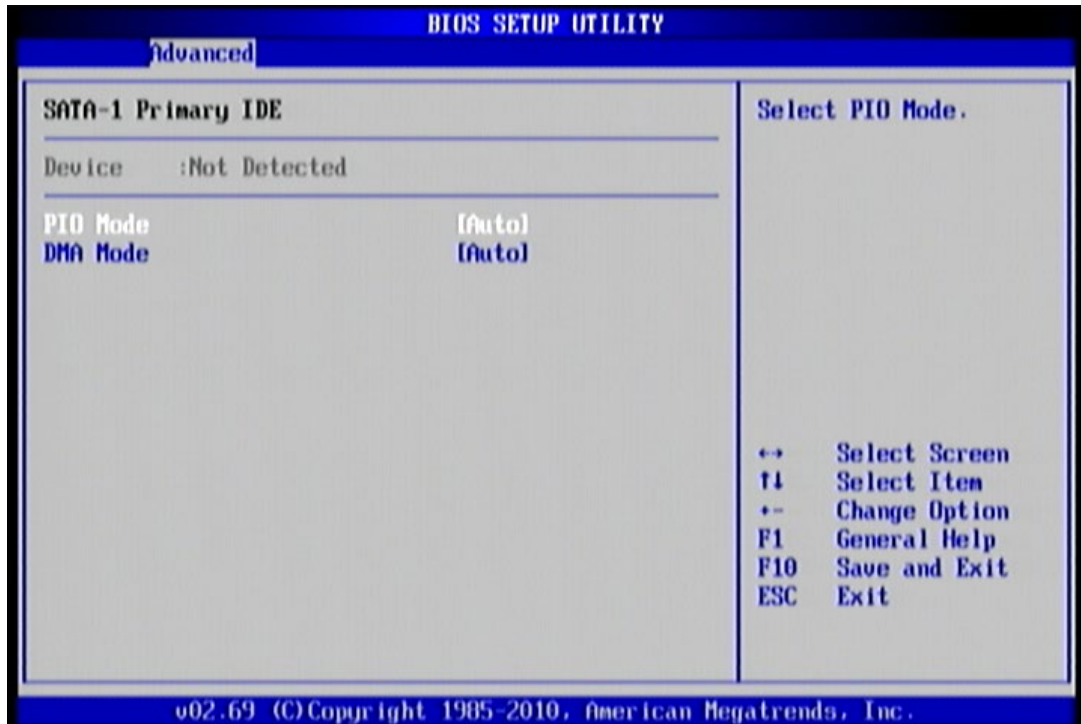 BIOS SETUP UTILITY
Advanced
SATA-1 Primary IDE
Device :Not Detected
PIO Mode [Auto]
DMA Mode [Auto]
Select PIO Mode.
←→ Select Screen
↑↓ Select Item
+- Change Option
F1 General Help
F10 Save and Exit
ESC Exit
v02.69 (C)Copyright 1985-2010, American Megatrends, Inc.